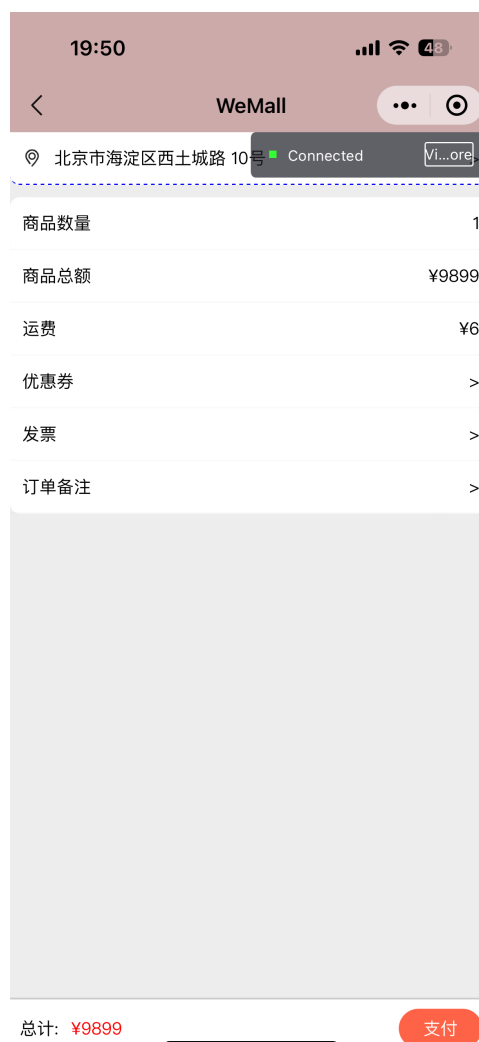 19:50
48
WeMall
北京市海淀区西土城路 10号
Connected
Vi...ore
>
商品数量
1
商品总额
¥9899
运费
¥6
优惠券
>
发票
>
订单备注
>
总计: ¥9899
支付